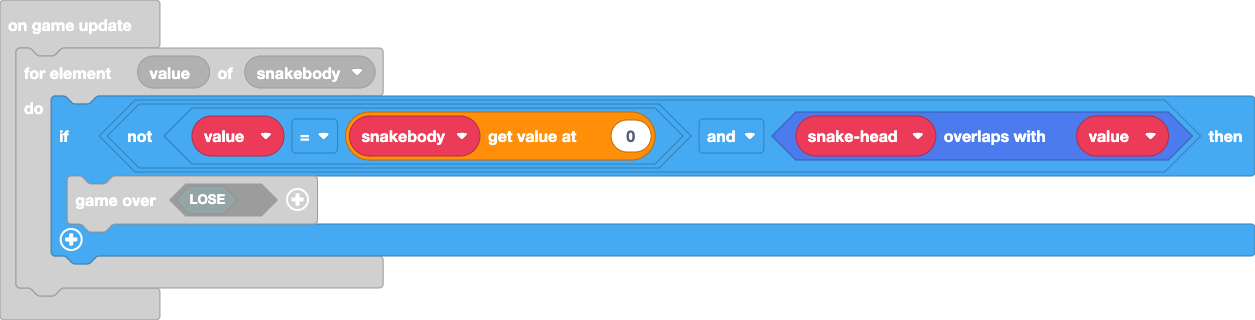 on game update
for element value of snakebody
do
if not value = snakebody get value at 0 and snake-head overlaps with value then
game over LOSE